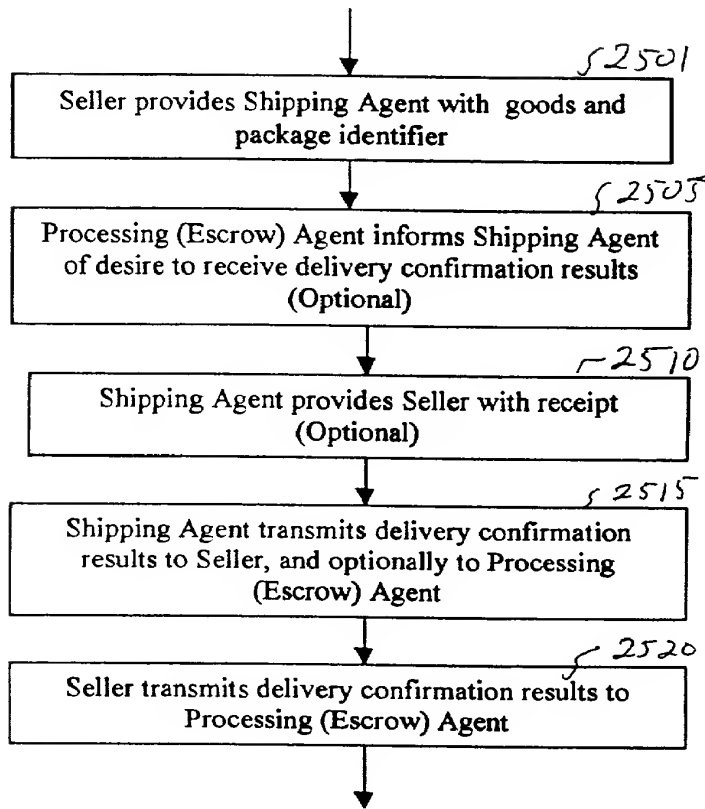 2501
Seller provides Shipping Agent with goods and
package identifier
2505
Processing (Escrow) Agent informs Shipping Agent
of desire to receive delivery confirmation results
(Optional)
2510
Shipping Agent provides Seller with receipt
(Optional)
2515
Shipping Agent transmits delivery confirmation
results to Seller, and optionally to Processing
(Escrow) Agent
2520
Seller transmits delivery confirmation results to
Processing (Escrow) Agent